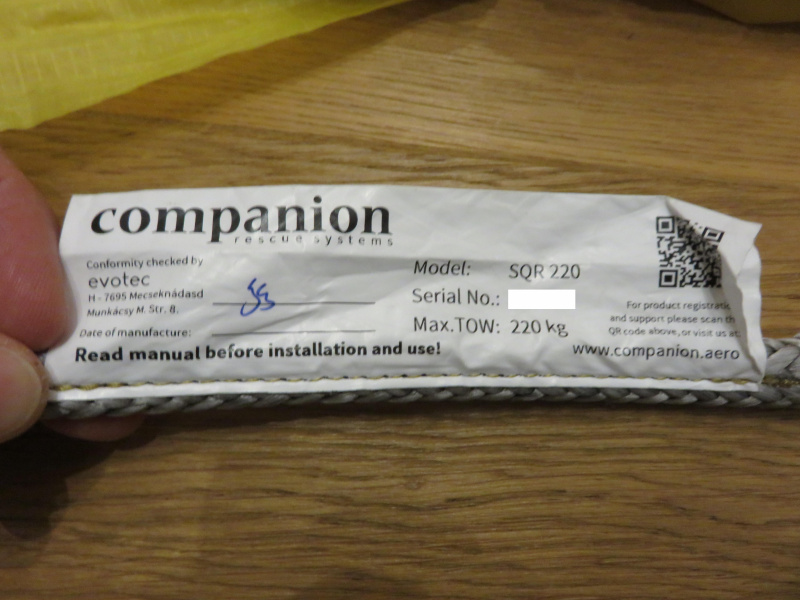 companion
rescue systems
Conformity checked by
evotec
H - 7695 Mecseknádasd
Munkácsy M. Str. 8.
Date of manufacture:
Read manual before installation and use!
Model: SQR 220
Serial No.:
Max.TOW: 220 kg
For product registratio
and support please scan th
QR code above, or visit us at:
www.companion.aero